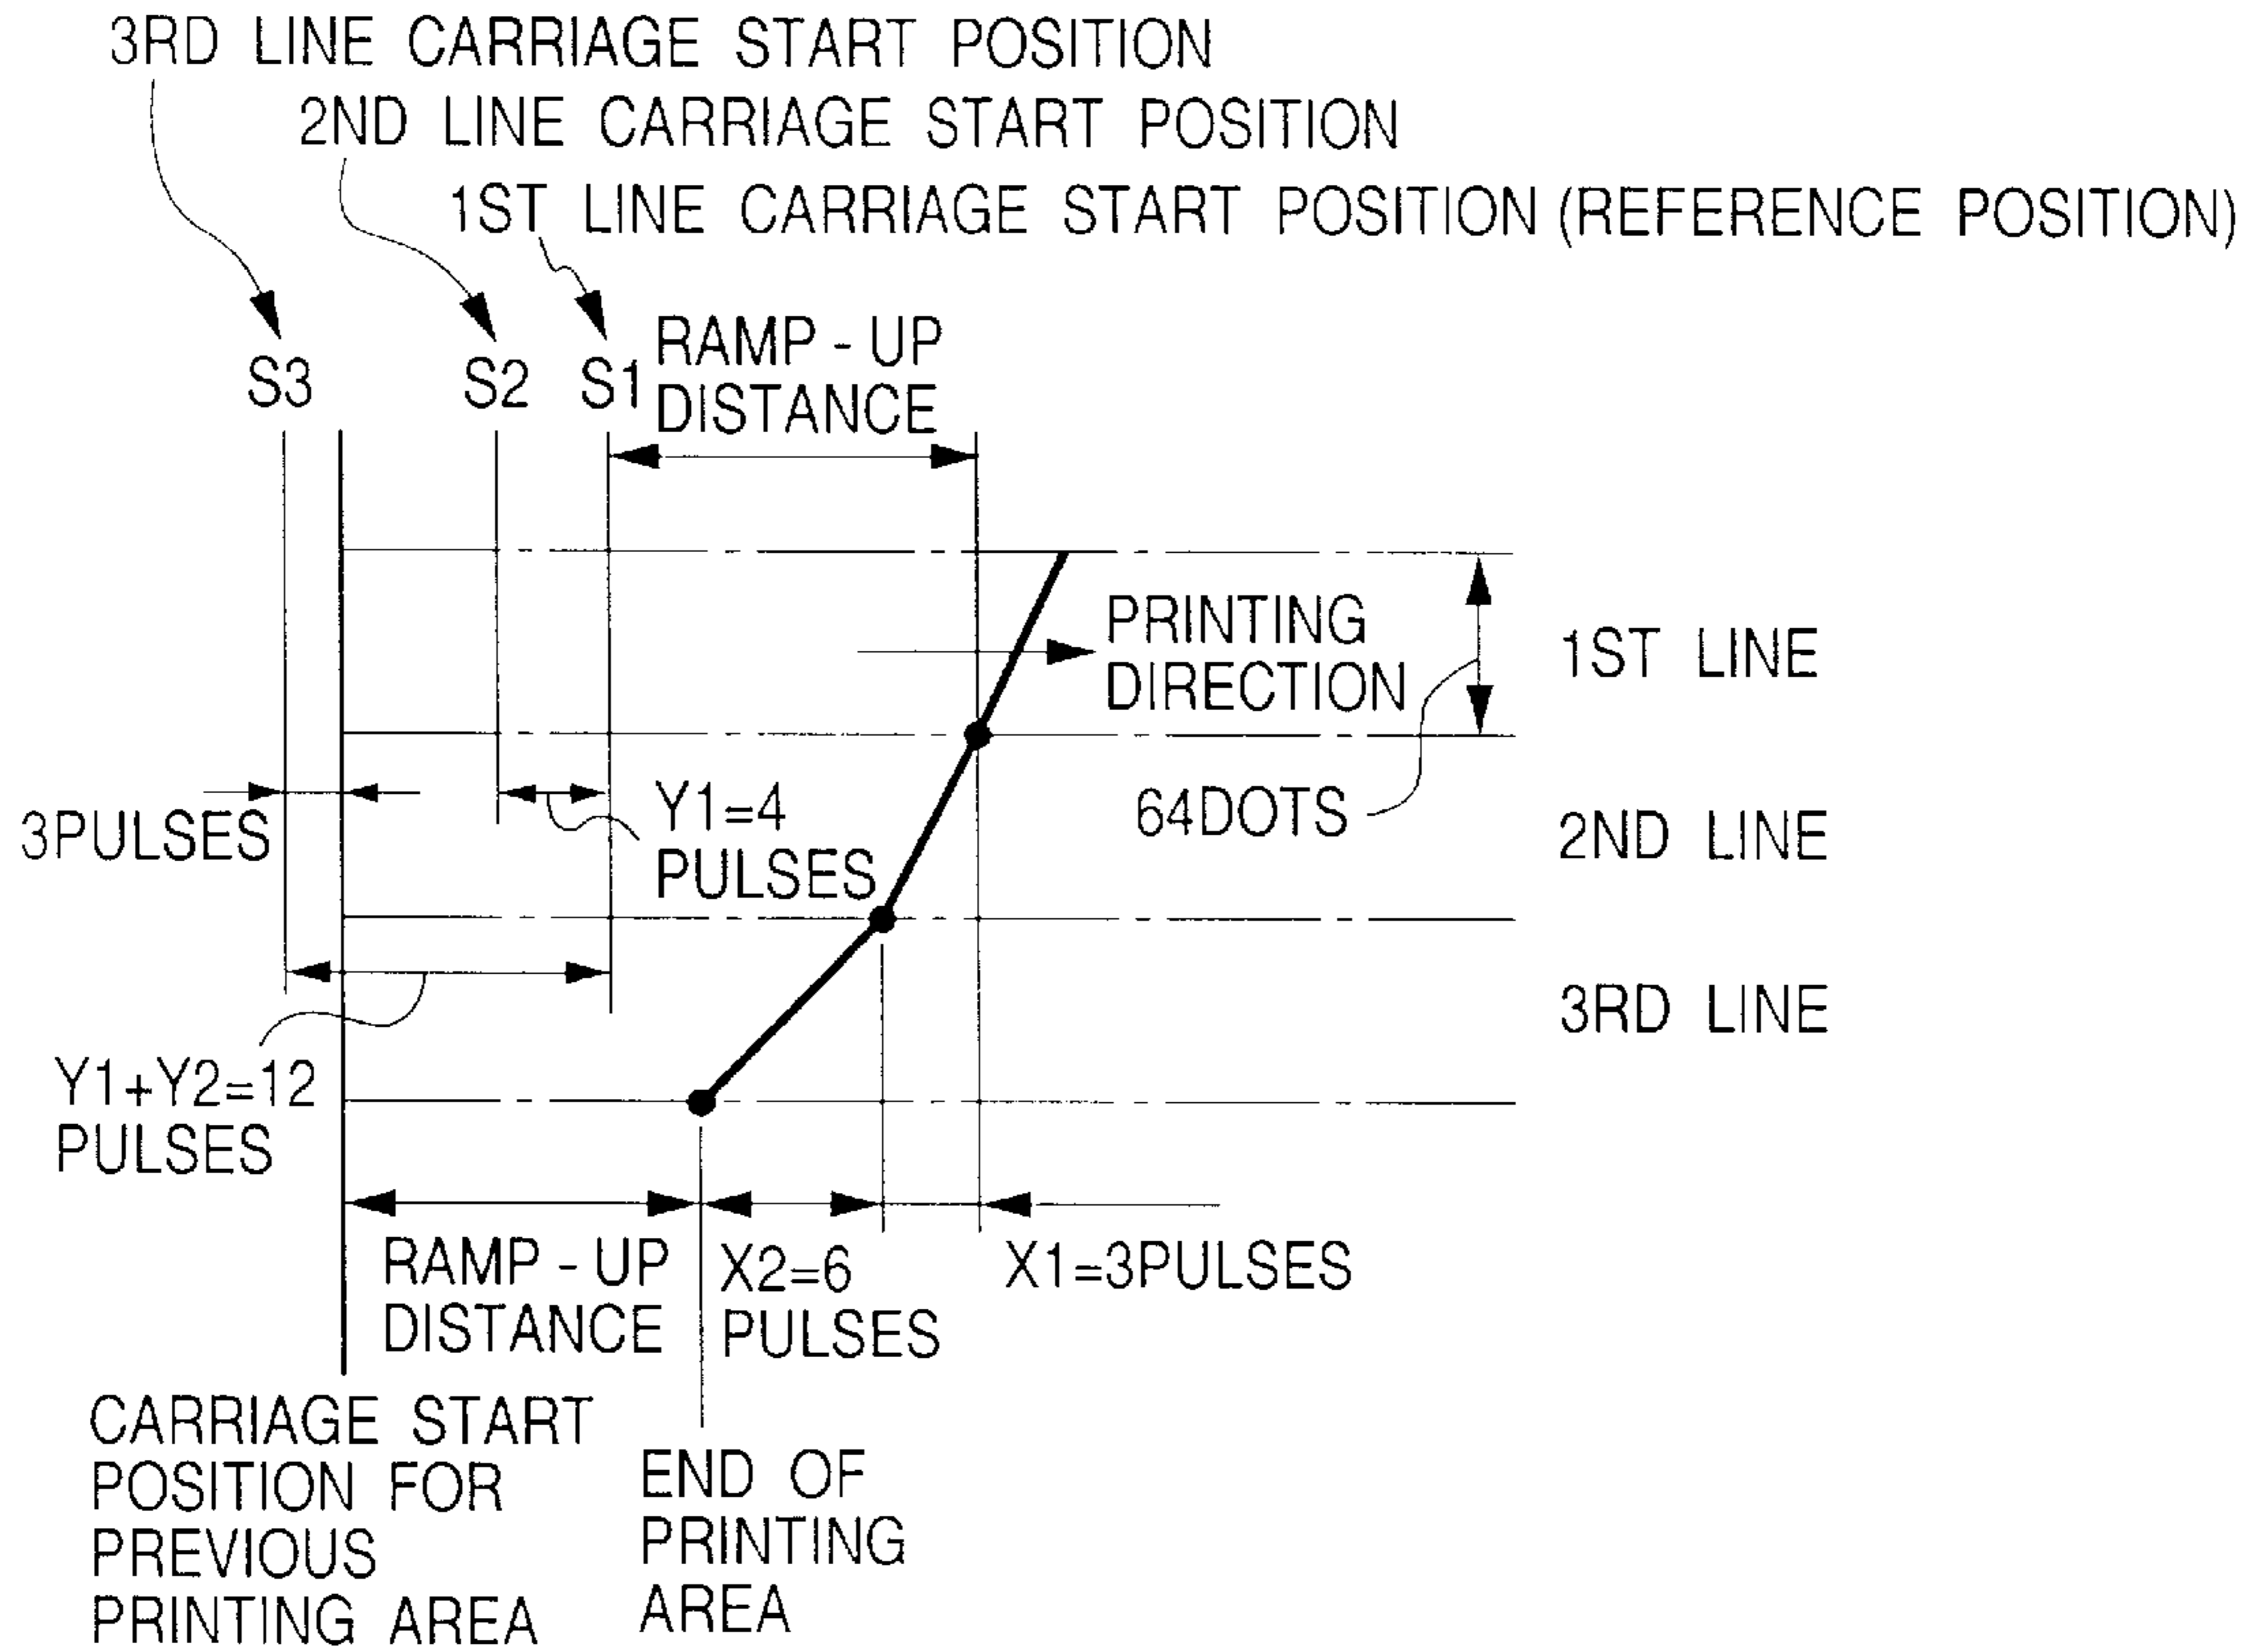 3RD LINE CARRIAGE START POSITION
2ND LINE CARRIAGE START POSITION
1ST LINE CARRIAGE START POSITION (REFERENCE POSITION)
S3
S2
S1
RAMP-UP
DISTANCE
PRINTING
DIRECTION
1ST LINE
3PULSES
Y1=4
PULSES
64DOTS
2ND LINE
3RD LINE
Y1+Y2=12
PULSES
RAMP-UP
DISTANCE
X2=6
PULSES
X1=3PULSES
CARRIAGE START
POSITION FOR
PREVIOUS
PRINTING AREA
END OF
PRINTING
AREA